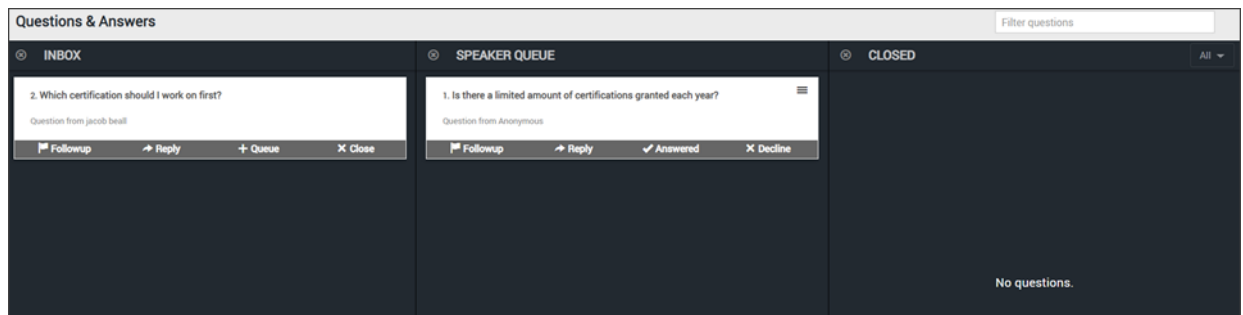 Questions & Answers
Filter questions
INBOX
SPEAKER QUEUE
CLOSED
All
2. Which certification should I work on first?
Question from jacob beall
Followup Reply Queue Close
1. Is there a limited amount of certifications granted each year?
Question from Anonymous
Followup Reply Answered Decline
No questions.